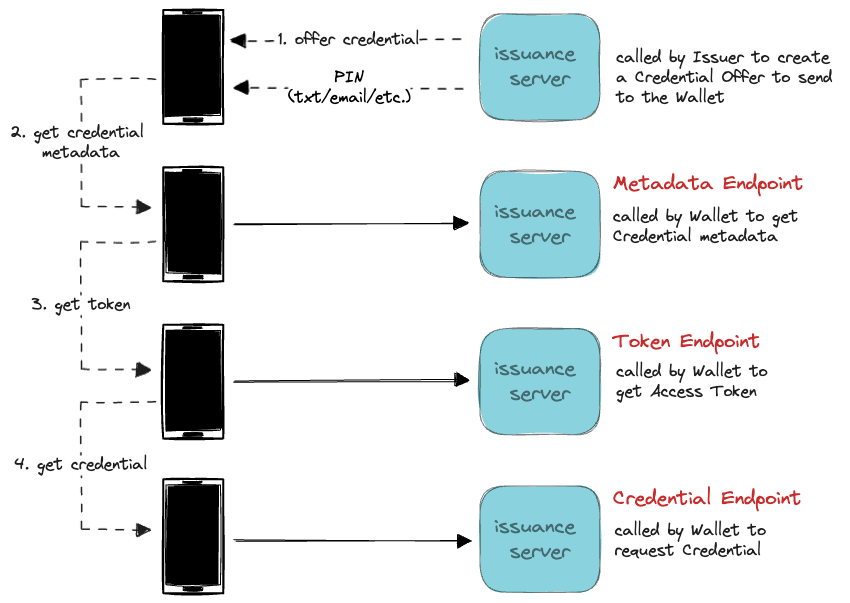 1. offer credential
PIN
(txt/email/etc.)
issuance
server
called by Issuer to create
a Credential Offer to send
to the Wallet
2. get credential
metadata
issuance
server
Metadata Endpoint
called by Wallet to get
Credential metadata
3. get token
issuance
server
Token Endpoint
called by Wallet to
get Access Token
4. get credential
issuance
server
Credential Endpoint
called by Wallet to
request Credential